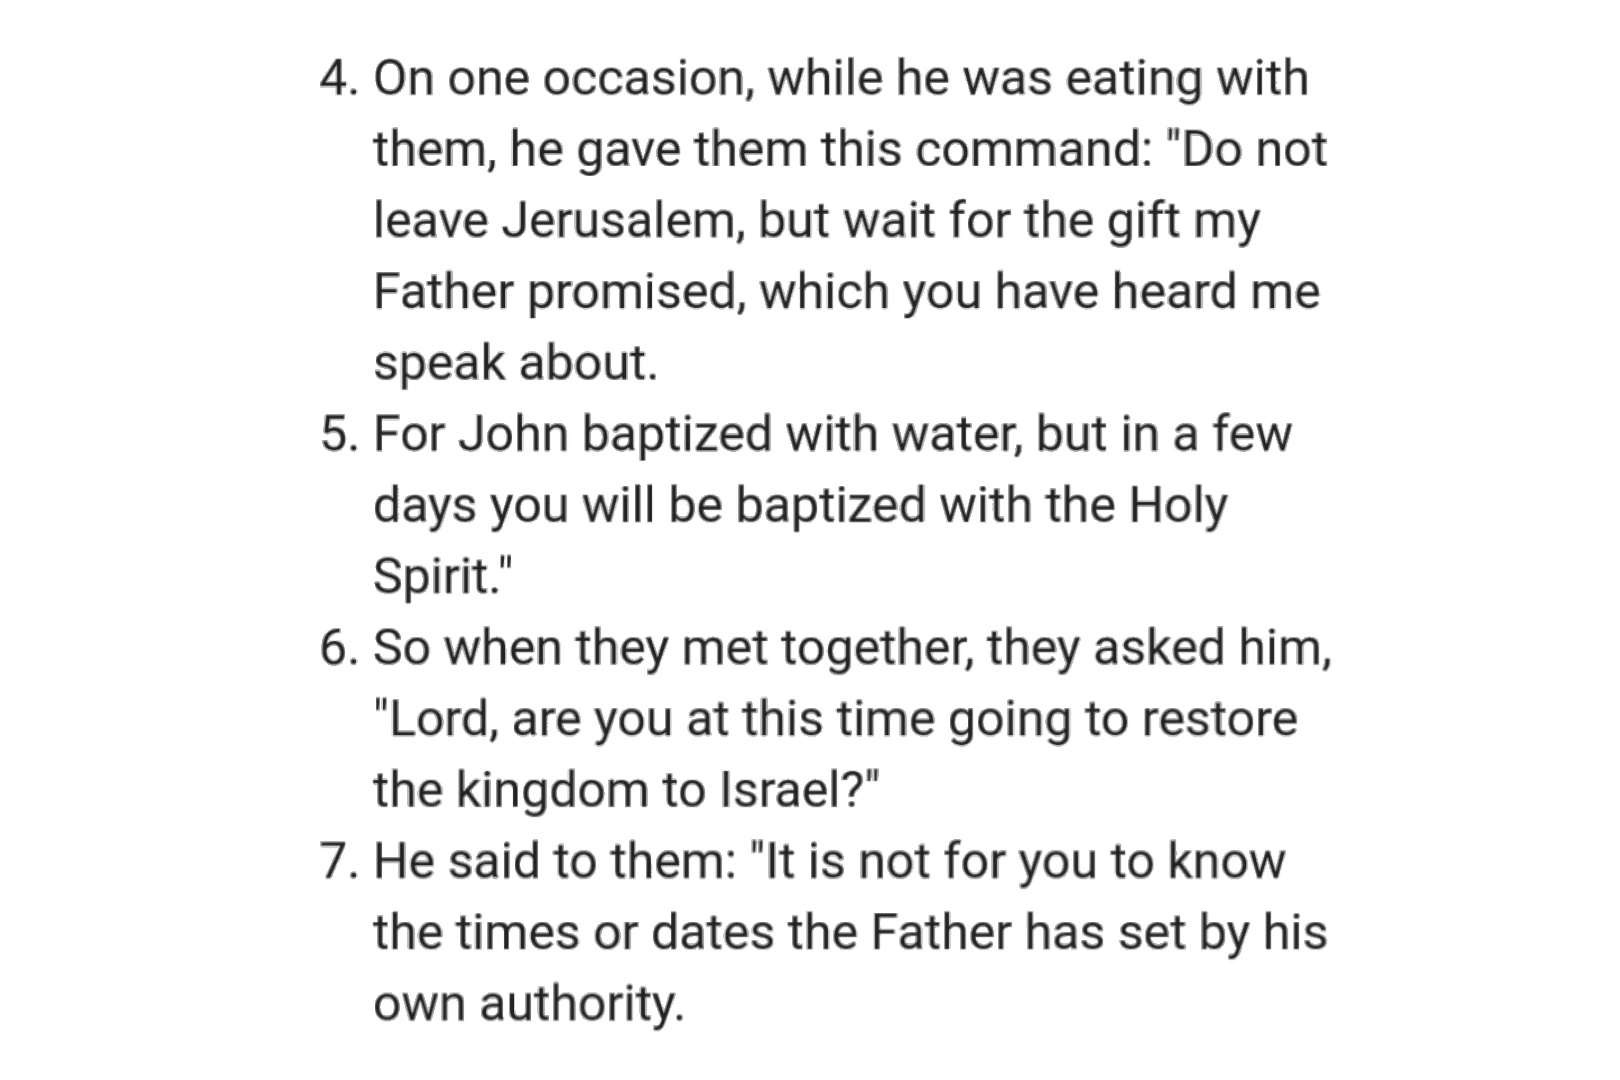 4. On one occasion, while he was eating with
them, he gave them this command: "Do not
leave Jerusalem, but wait for the gift my
Father promised, which you have heard me
speak about.
5. For John baptized with water, but in a few
days you will be baptized with the Holy
Spirit."
6. So when they met together, they asked him,
"Lord, are you at this time going to restore
the kingdom to Israel?"
7. He said to them: "It is not for you to know
the times or dates the Father has set by his
own authority.